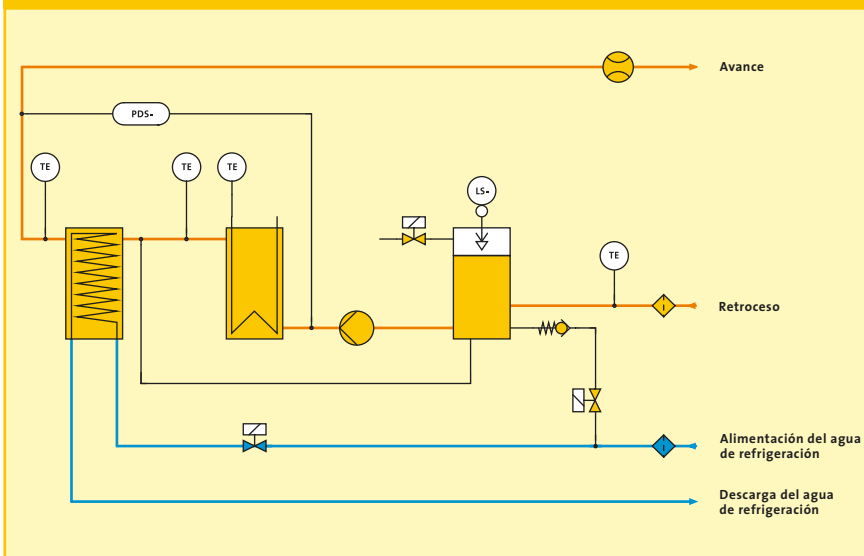 Avance
PDS-
TE
TE
TE
LS-
TE
Retroceso
Alimentación del agua
de refrigeración
Descarga del agua
de refrigeración